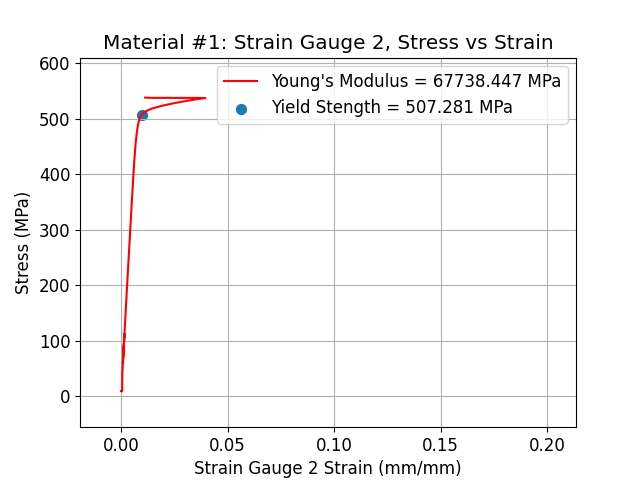 Material #1: Strain Gauge 2, Stress vs Strain
Young's Modulus = 67738.447 MPa
Yield Stength = 507.281 MPa
600
500
400
300
200
100
0
Stress (MPa)
0.00 0.05 0.10 0.15 0.20
Strain Gauge 2 Strain (mm/mm)